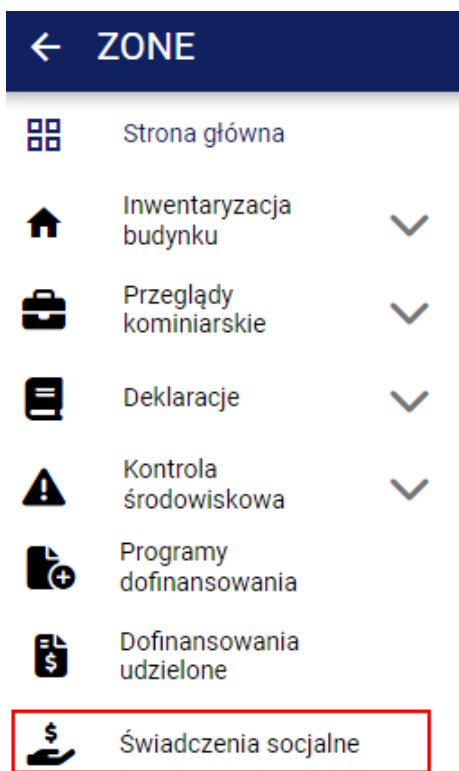 ZONE
Strona główna
Inwentaryzacja
budynku
Przeglądy
kominiarskie
Deklaracje
Kontrola
środowiskowa
Programy
dofinansowania
Dofinansowania
udzielone
Świadczenia socjalne